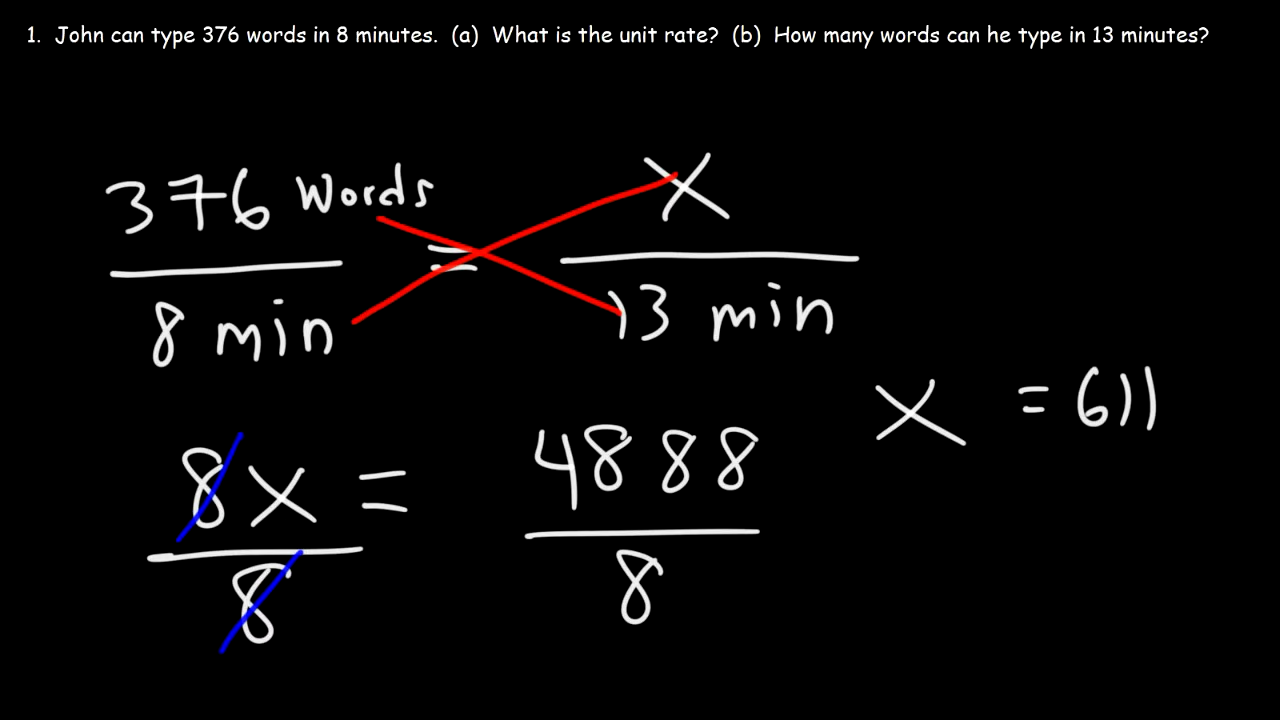 1. John can type 376 words in 8 minutes. (a) What is the unit rate? (b) How many words can he type in 13 minutes?
376 words = x
8 min 13 min
x = 611
8x = 4888
8 8